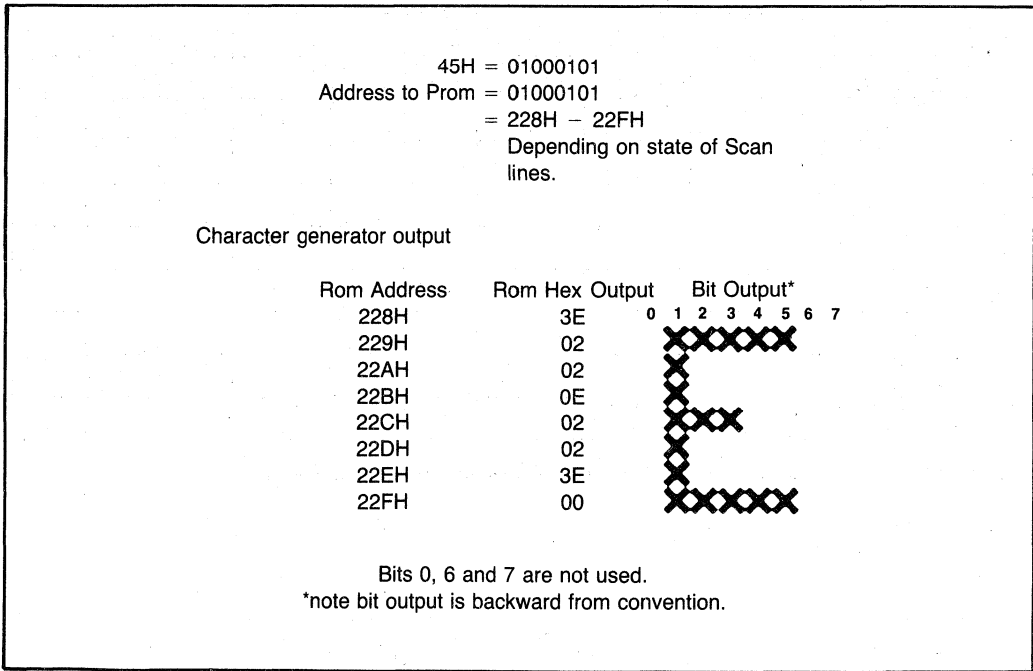 45H = 01000101
Address to Prom = 01000101
= 228H – 22FH
Depending on state of Scan
lines.
Character generator output
Rom Address Rom Hex Output Bit Output*
228H 3E 0 1 2 3 4 5 6 7
229H 02
22AH 02
22BH 0E
22CH 02
22DH 02
22EH 3E
22FH 00
Bits 0, 6 and 7 are not used.
*note bit output is backward from convention.